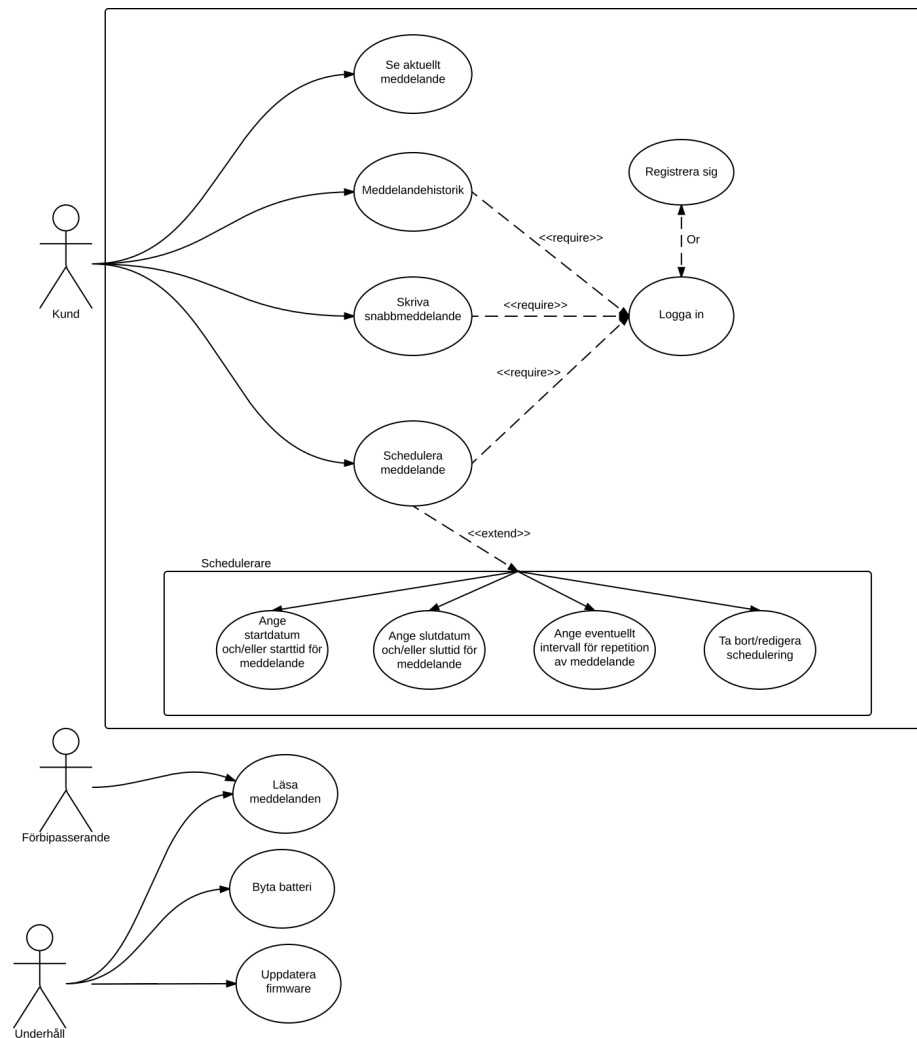 Se aktuellt
meddelande
Meddelandehistorik
Registrera sig
<<require>>
Or
Kund
Skriva
snabbmeddelande
<<require>>
Logga in
<<require>>
Schedulera
meddelande
<<extend>>
Schedulerare
Ange
startdatum
och/eller starttid för
meddelande
Ange slutdatum
och/eller sluttid för
meddelande
Ange eventuellt
intervall för repetition
av meddelande
Ta bort/redigera
schedulering
Förbipasserande
Läsa
meddelanden
Byta batteri
Uppdatera
firmware
Underhåll